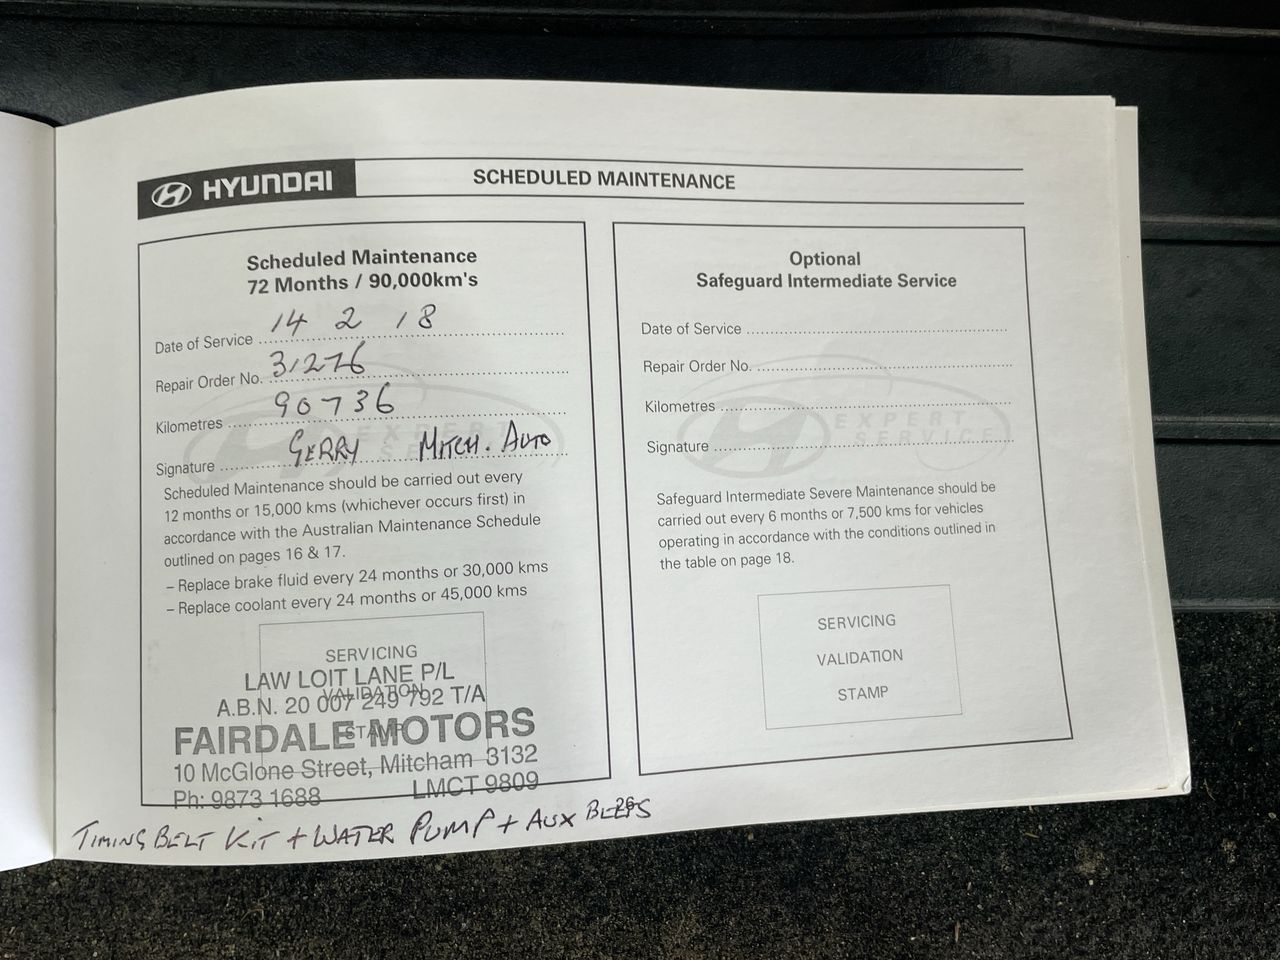 HYUNDAI
SCHEDULED MAINTENANCE
Scheduled Maintenance
72 Months / 90,000km's
Date of Service 14 2 18
Repair Order No. 31276
Kilometres 90736
Signature GERRY MITCH. AUTO
EXPERT
SERVICE
Scheduled Maintenance should be carried out every
12 months or 15,000 kms (whichever occurs first) in
accordance with the Australian Maintenance Schedule
outlined on pages 16 & 17.
– Replace brake fluid every 24 months or 30,000 kms
– Replace coolant every 24 months or 45,000 kms
SERVICING
VALIDATION
STAMP
LAW LOIT LANE P/L
A.B.N. 20 007 249 792 T/A
FAIRDALE MOTORS
10 McGlone Street, Mitcham 3132
Ph: 9873 1688 LMCT 9809
TIMING BELT KIT + WATER PUMP + AUX
26
Optional
Safeguard Intermediate Service
Date of Service
Repair Order No.
Kilometres
Signature
EXPERT
SERVICE
Safeguard Intermediate Severe Maintenance should be
carried out every 6 months or 7,500 kms for vehicles
operating in accordance with the conditions outlined in
the table on page 18.
SERVICING
VALIDATION
STAMP